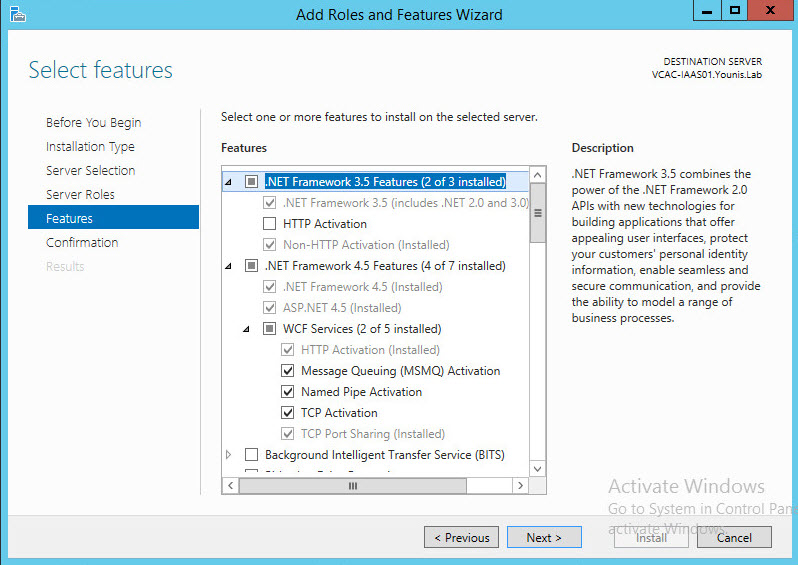 Add Roles and Features Wizard
Select features
DESTINATION SERVER
VCAC-IAAS01.Younis.Lab
Before You Begin
Installation Type
Server Selection
Server Roles
Features
Confirmation
Results
Select one or more features to install on the selected server.
Features
.NET Framework 3.5 Features (2 of 3 installed)
.NET Framework 3.5 (includes .NET 2.0 and 3.0)
HTTP Activation
Non-HTTP Activation (Installed)
.NET Framework 4.5 Features (4 of 7 installed)
.NET Framework 4.5 (Installed)
ASP.NET 4.5 (Installed)
WCF Services (2 of 5 installed)
HTTP Activation (Installed)
Message Queuing (MSMQ) Activation
Named Pipe Activation
TCP Activation
TCP Port Sharing (Installed)
Background Intelligent Transfer Service (BITS)
Description
.NET Framework 3.5 combines the
power of the .NET Framework 2.0
APIs with new technologies for
building applications that offer
appealing user interfaces, protect
your customers' personal identity
information, enable seamless and
secure communication, and provide
the ability to model a range of
business processes.
Activate Windows
Go to System in Control Pan
activate Windows.
< Previous
Next >
Install
Cancel